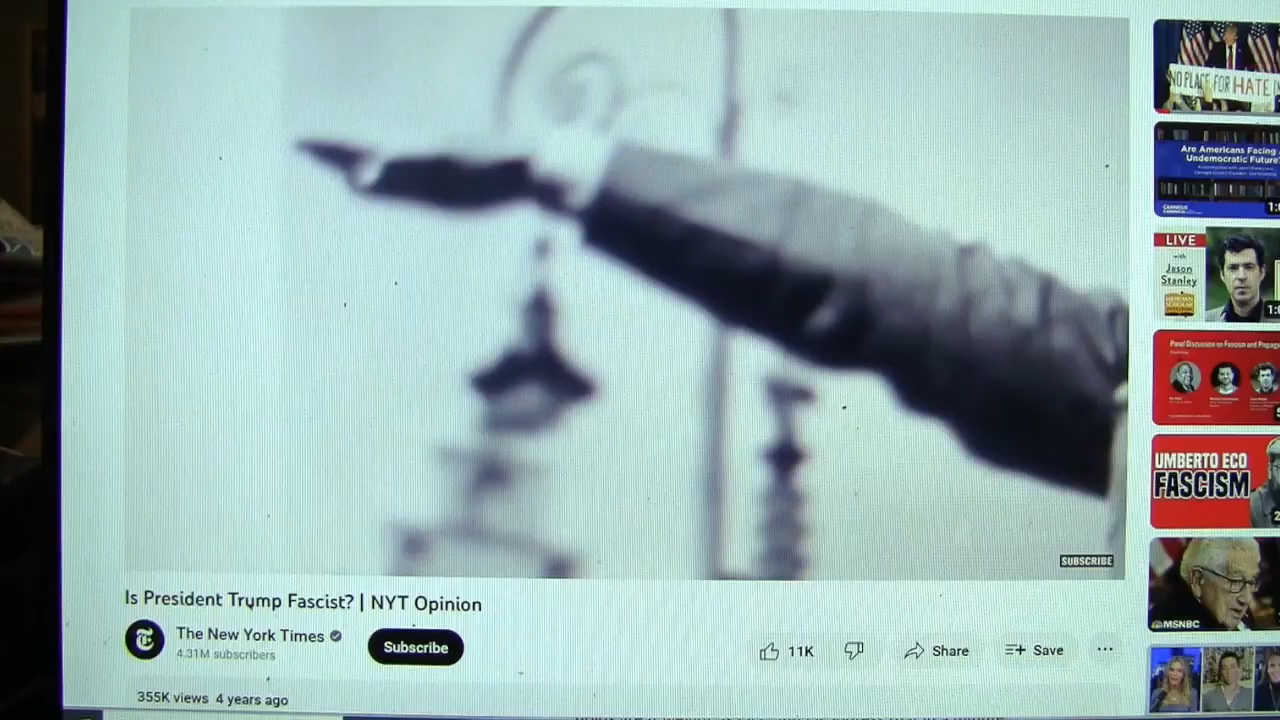 SUBSCRIBE
Is President Trump Fascist? | NYT Opinion
The New York Times
4.31M subscribers
Subscribe
11K
Share
Save
355K views 4 years ago
NO PLACE FOR HATE
Are Americans Facing
Undemocratic Future?
LIVE
with
Jason
Stanley
Panel Discussion on Fascism and
UMBERTO ECO
FASCISM
MSNBC